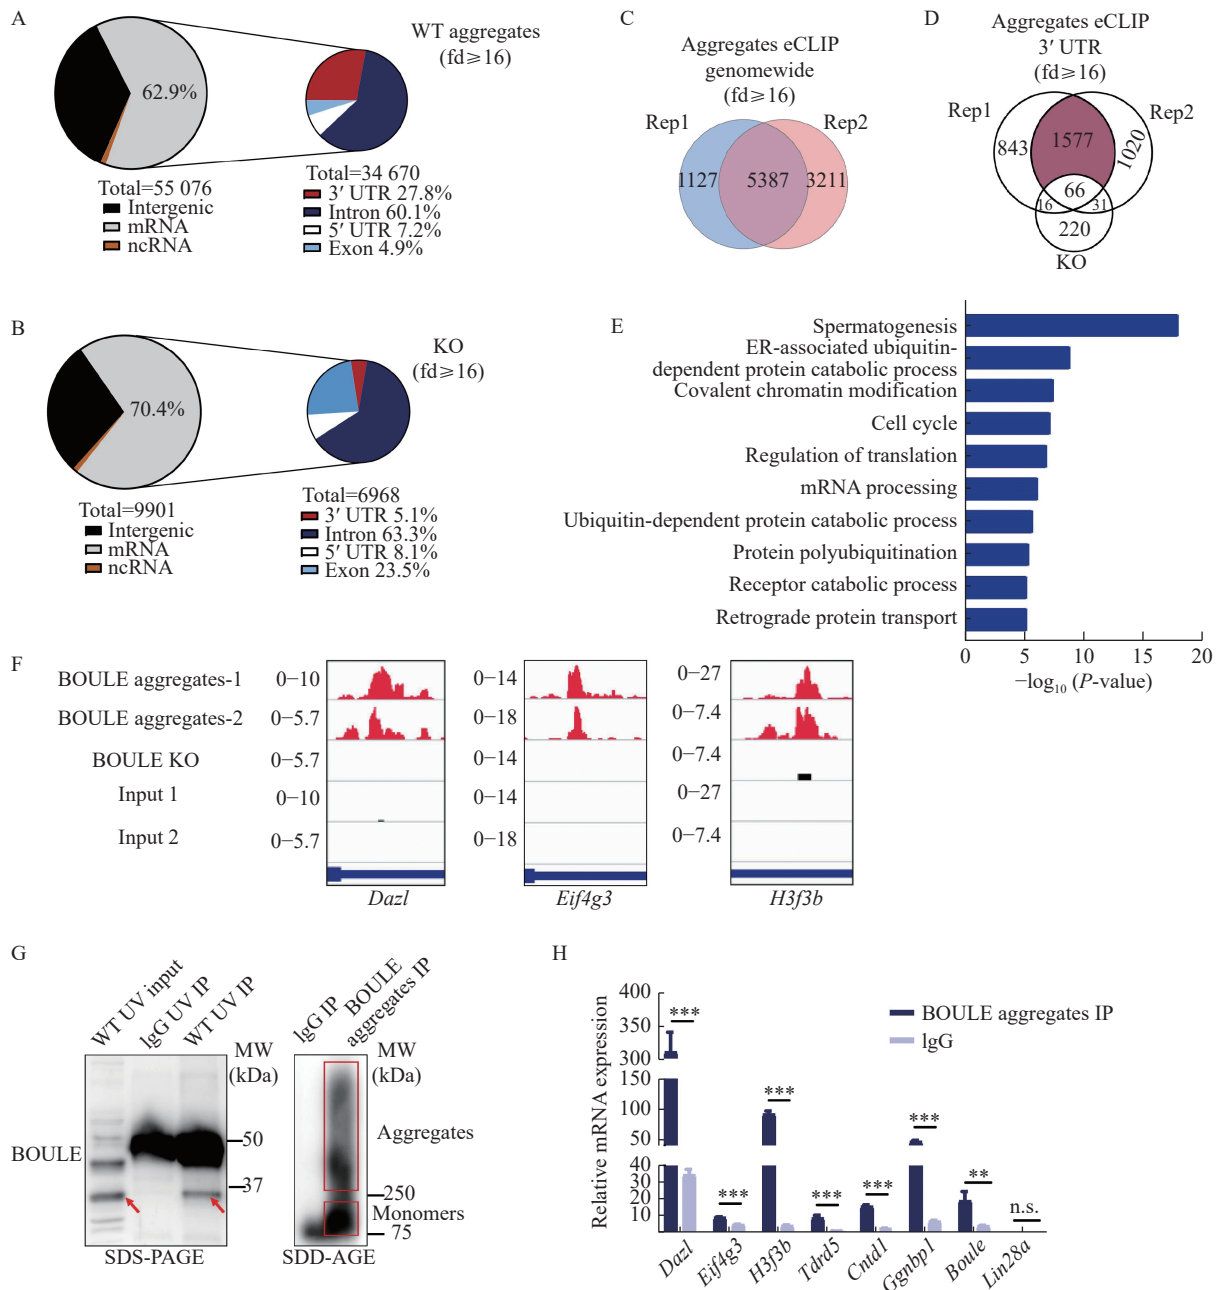 A
WT aggregates
(fd≥16)
62.9%
Total=55 076
Intergenic
mRNA
ncRNA
Total=34 670
3′ UTR 27.8%
Intron 60.1%
5′ UTR 7.2%
Exon 4.9%
B
KO
(fd≥16)
70.4%
Total=9901
Intergenic
mRNA
ncRNA
Total=6968
3′ UTR 5.1%
Intron 63.3%
5′ UTR 8.1%
Exon 23.5%
C
Aggregates eCLIP
genomewide
(fd≥16)
Rep1
Rep2
1127
5387
3211
D
Aggregates eCLIP
3′ UTR
(fd≥16)
Rep1
Rep2
843
1577
1020
66
16
31
220
KO
E
Spermatogenesis
ER-associated ubiquitin-
dependent protein catabolic process
Covalent chromatin modification
Cell cycle
Regulation of translation
mRNA processing
Ubiquitin-dependent protein catabolic process
Protein polyubiquitination
Receptor catabolic process
Retrograde protein transport
0 5 10 15 20
−log10 (P-value)
F
BOULE aggregates-1
BOULE aggregates-2
BOULE KO
Input 1
Input 2
0−10
0−5.7
0−5.7
0−10
0−5.7
Dazl
0−14
0−18
0−14
0−14
0−18
Eif4g3
0−27
0−7.4
0−7.4
0−27
0−7.4
H3f3b
G
WT UV input
IgG UV IP
WT UV IP
MW
(kDa)
BOULE
50
37
SDS-PAGE
IgG IP
BOULE
aggregates IP
MW
(kDa)
Aggregates
250
Monomers
75
SDD-AGE
H
Relative mRNA expression
400
350
300
150
100
50
40
30
20
10
BOULE aggregates IP
IgG
***
***
***
***
***
***
**
n.s.
Dazl
Eif4g3
H3f3b
Tdrd5
Cntd1
Ggnbp1
Boule
Lin28a